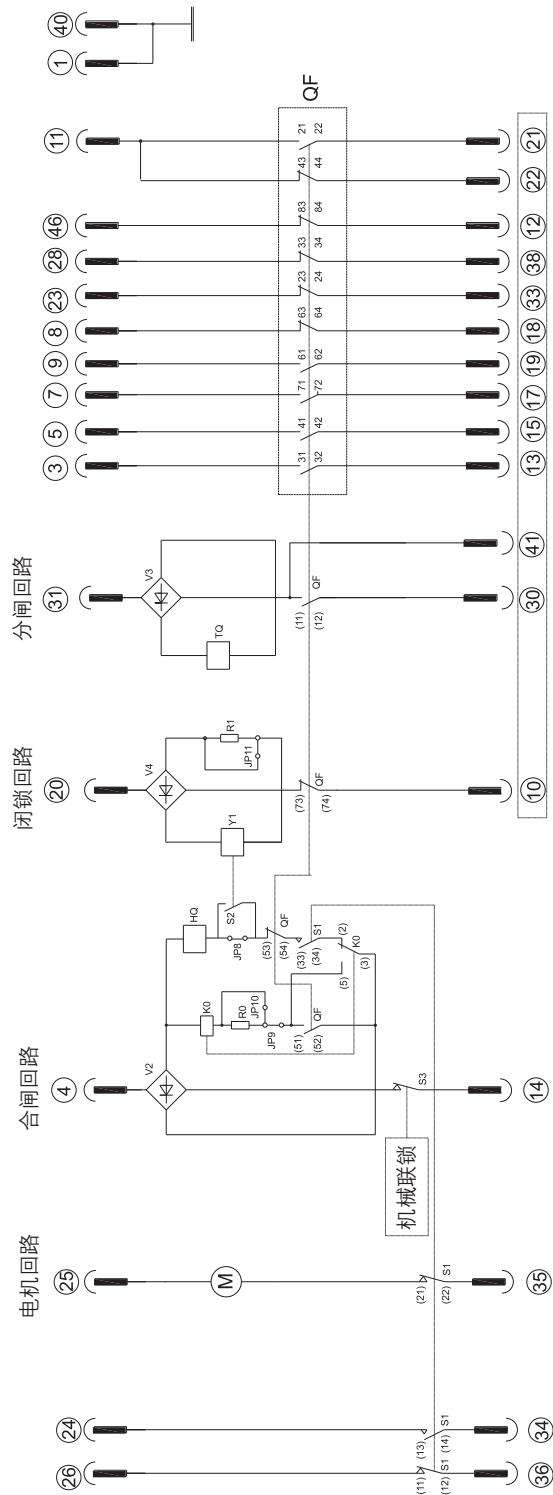 电机回路
合闸回路
闭锁回路
分闸回路
26
24
25
4
20
31
3
5
7
9
8
23
28
46
11
1
40
V2
V4
V3
HQ
K0
R0
JP10
JP9
JP8
S2
Y1
R1
JP11
TQ
M
QF
(53)
(54)
QF
(51)
(52)
QF
(33)
(34)
S1
(2)
(5)
(3)
K0
(73)
(74)
QF
(11)
(12)
QF
31
32
41
42
71
72
61
62
63
64
23
24
33
34
83
84
43
44
21
22
机械联锁
S3
(11)
(12)
S1
(13)
(14)
S1
(21)
(22)
S1
36
34
35
14
10
30
41
13
15
17
19
18
33
38
12
22
21